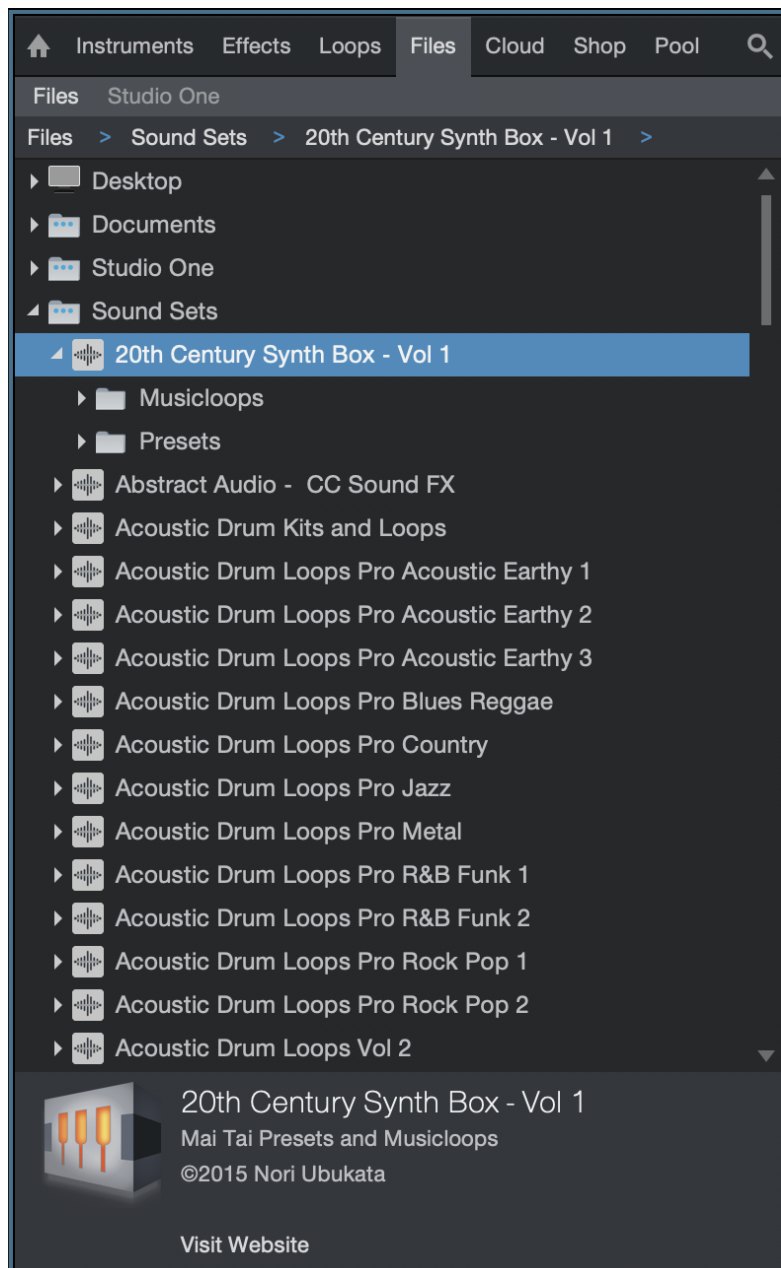 Instruments Effects Loops Files Cloud Shop Pool
Files Studio One
Files > Sound Sets > 20th Century Synth Box - Vol 1 >
Desktop
Documents
Studio One
Sound Sets
20th Century Synth Box - Vol 1
Musicloops
Presets
Abstract Audio -  CC Sound FX
Acoustic Drum Kits and Loops
Acoustic Drum Loops Pro Acoustic Earthy 1
Acoustic Drum Loops Pro Acoustic Earthy 2
Acoustic Drum Loops Pro Acoustic Earthy 3
Acoustic Drum Loops Pro Blues Reggae
Acoustic Drum Loops Pro Country
Acoustic Drum Loops Pro Jazz
Acoustic Drum Loops Pro Metal
Acoustic Drum Loops Pro R&B Funk 1
Acoustic Drum Loops Pro R&B Funk 2
Acoustic Drum Loops Pro Rock Pop 1
Acoustic Drum Loops Pro Rock Pop 2
Acoustic Drum Loops Vol 2
20th Century Synth Box - Vol 1
Mai Tai Presets and Musicloops
©2015 Nori Ubukata
Visit Website